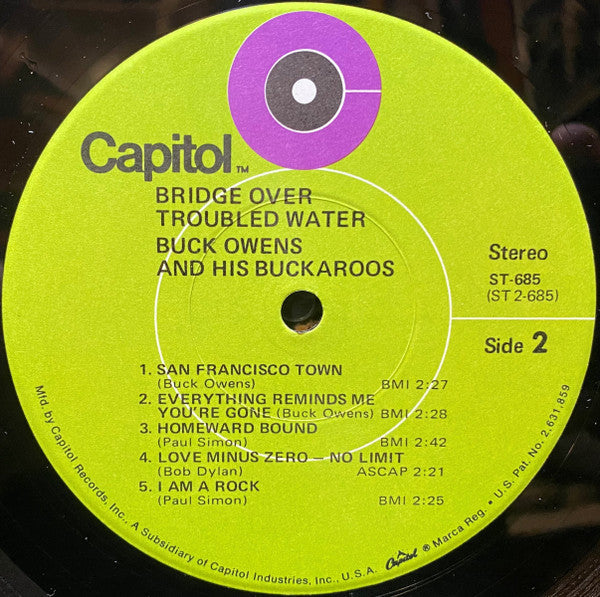 Capitol TM
BRIDGE OVER
TROUBLED WATER
BUCK OWENS
AND HIS BUCKAROOS
Stereo
ST-685
(ST 2-685)
Side 2
1. SAN FRANCISCO TOWN
(Buck Owens) BMI 2:27
2. EVERYTHING REMINDS ME
YOU'RE GONE (Buck Owens) BMI 2:28
3. HOMEWARD BOUND
(Paul Simon) BMI 2:42
4. LOVE MINUS ZERO – NO LIMIT
(Bob Dylan) ASCAP 2:21
5. I AM A ROCK
(Paul Simon) BMI 2:25
Mfd. by Capitol Records, Inc., A Subsidiary of Capitol Industries, Inc., U.S.A. Capitol ® Marca Reg. • U.S. Pat. No. 2,631,859